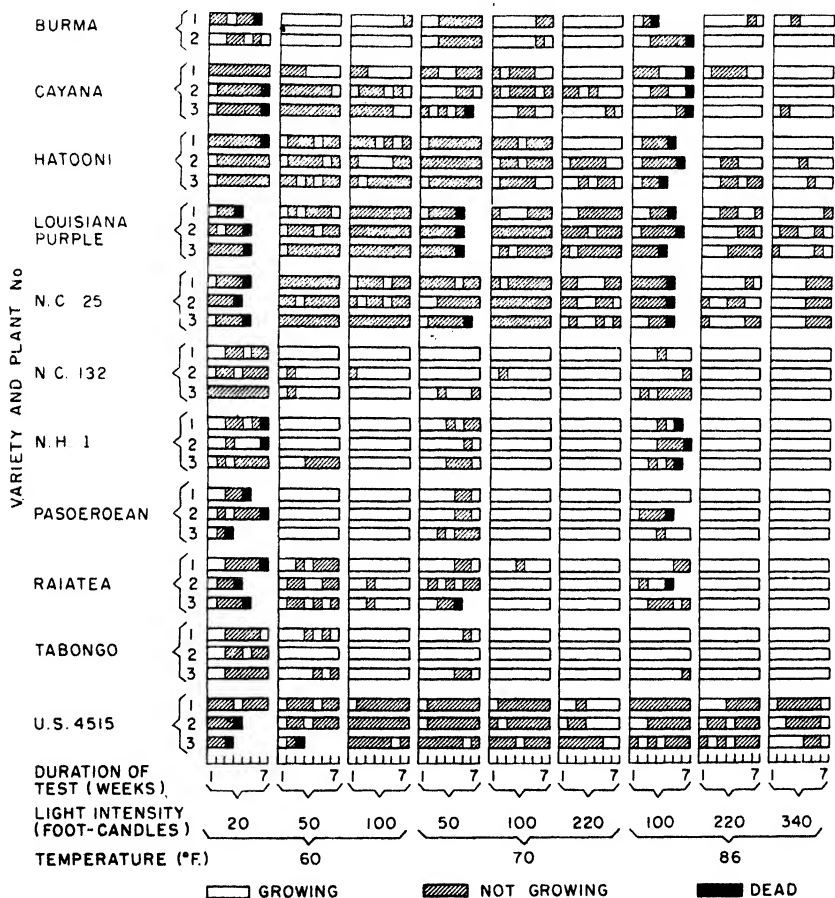 VARIETY AND PLANT No
BURMA 1
2
CAYANA 1
2
3
HATOONI 1
2
3
LOUISIANA PURPLE 1
2
3
N.C 25 1
2
3
N C. 132 1
2
3
N.H. 1 1
2
3
PASOEROEAN 1
2
3
RAIATEA 1
2
3
TABONGO 1
2
3
U.S. 4515 1
2
3
DURATION OF TEST (WEEKS) 1 7 1 7 1 7 1 7 1 7 1 7 1 7 1 7 1 7
LIGHT INTENSITY (FOOT-CANDLES) 20 50 100 50 100 220 100 220 340
TEMPERATURE (°F.) 60 70 86
GROWING NOT GROWING DEAD